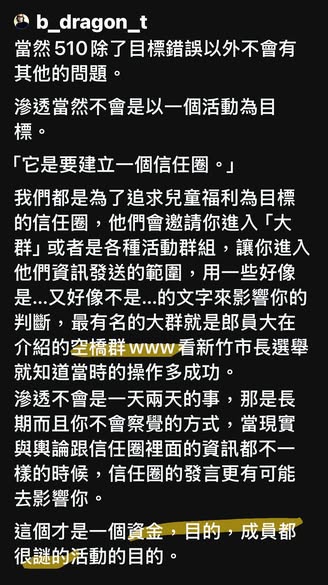 b_dragon_t
當然510除了目標錯誤以外不會有
其他的問題。
滲透當然不會是以一個活動為目
標。
「它是要建立一個信任圈。」
我們都是為了追求兒童福利為目標
的信任圈，他們會邀請你進入「大
群」或者是各種活動群組，讓你進入
他們資訊發送的範圍，用一些好像
是...又好像不是...的文字來影響你的
判斷，最有名的大群就是郎員大在
介紹的空橋群www看新竹市長選舉
就知道當時的操作多成功。
滲透不會是一天兩天的事，那是長
期而且你不會察覺的方式，當現實
與輿論跟信任圈裡面的資訊都不一
樣的時候，信任圈的發言更有可能
去影響你。
這個才是一個資金，目的，成員都
很謎的活動的目的。